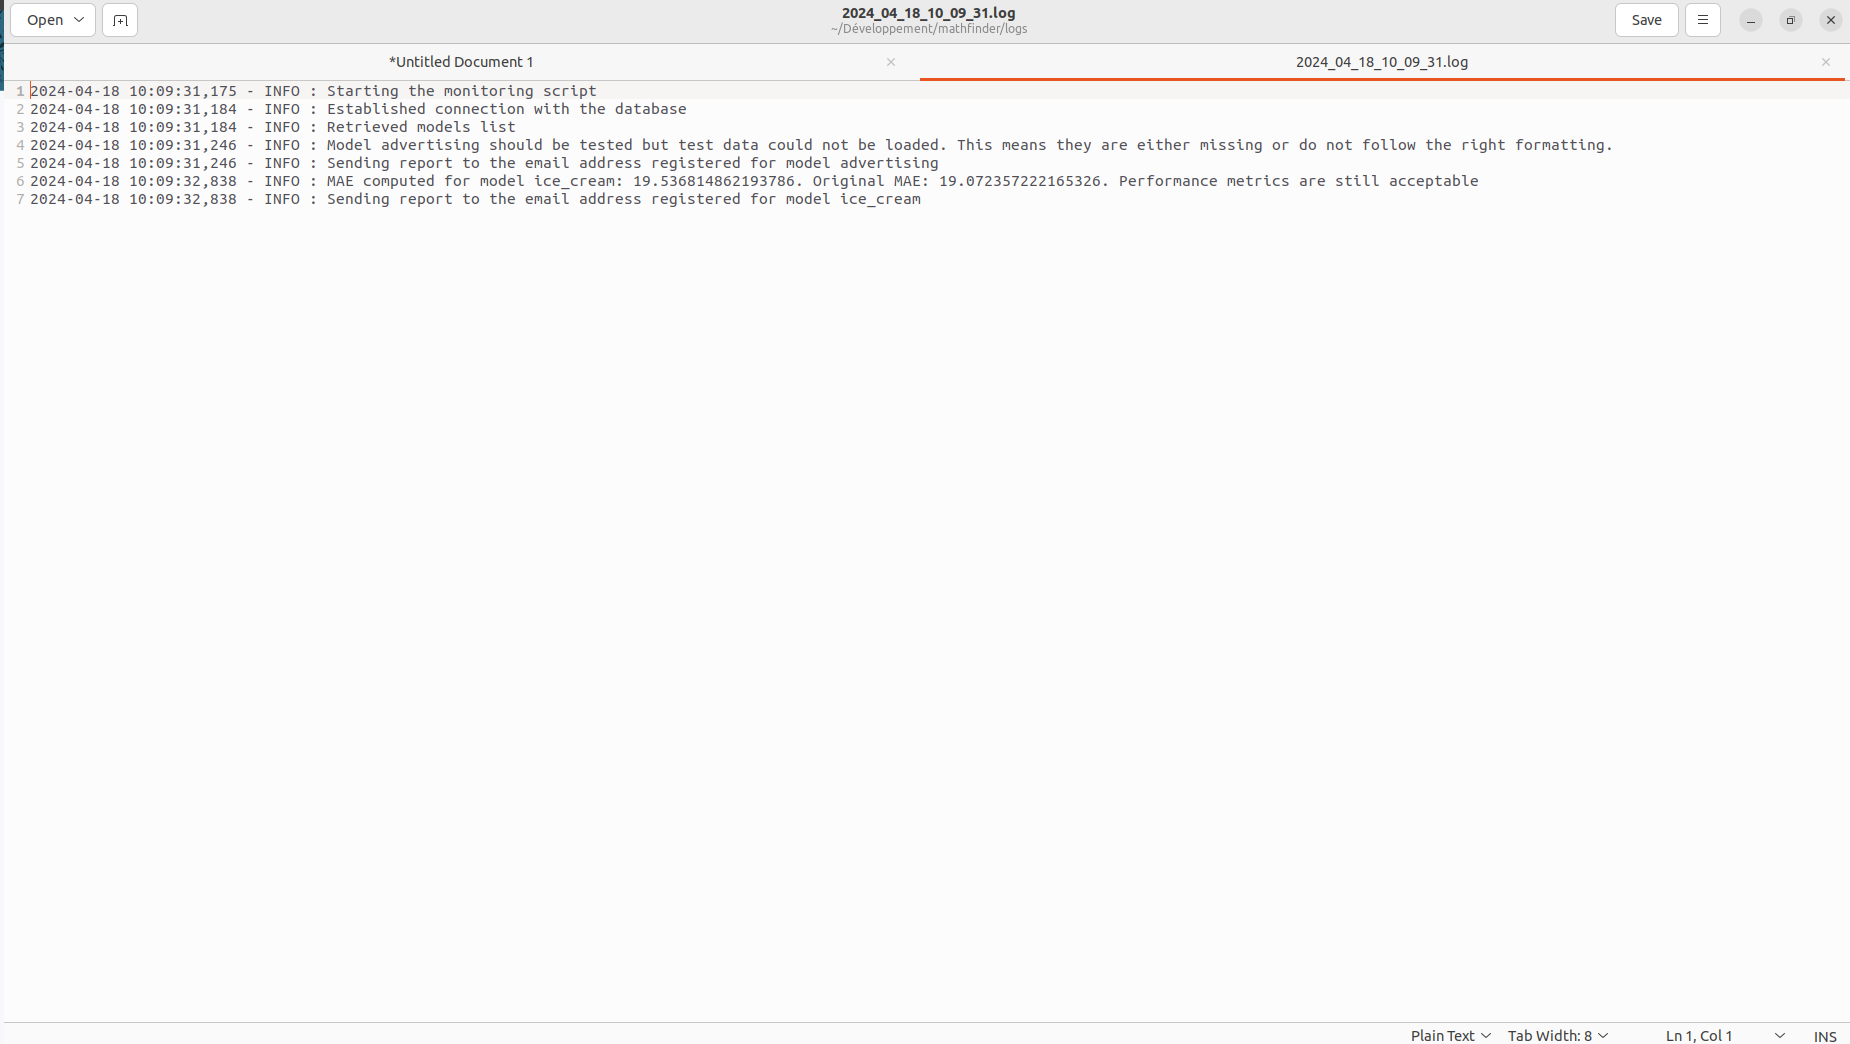 Open
2024_04_18_10_09_31.log
~/Développement/mathfinder/logs
Save
*Untitled Document 1
2024_04_18_10_09_31.log
1 2024-04-18 10:09:31,175 - INFO : Starting the monitoring script
2 2024-04-18 10:09:31,184 - INFO : Established connection with the database
3 2024-04-18 10:09:31,184 - INFO : Retrieved models list
4 2024-04-18 10:09:31,246 - INFO : Model advertising should be tested but test data could not be loaded. This means they are either missing or do not follow the right formatting.
5 2024-04-18 10:09:31,246 - INFO : Sending report to the email address registered for model advertising
6 2024-04-18 10:09:32,838 - INFO : MAE computed for model ice_cream: 19.536814862193786. Original MAE: 19.072357222165326. Performance metrics are still acceptable
7 2024-04-18 10:09:32,838 - INFO : Sending report to the email address registered for model ice_cream
Plain Text Tab Width: 8 Ln 1, Col 1 INS